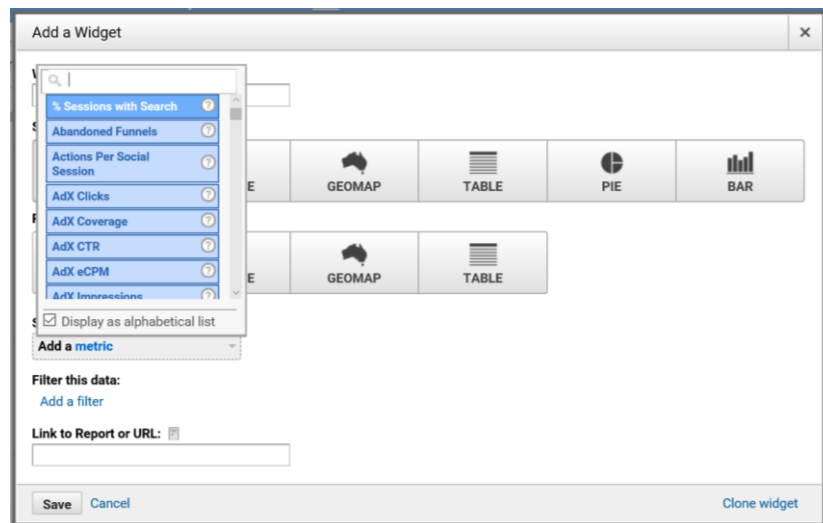 Add a Widget
% Sessions with Search
Abandoned Funnels
Actions Per Social
Session
AdX Clicks
AdX Coverage
AdX CTR
AdX eCPM
AdX Impressions
Display as alphabetical list
E GEOMAP TABLE PIE BAR
E GEOMAP TABLE
Add a metric
Filter this data:
Add a filter
Link to Report or URL:
Save Cancel Clone widget